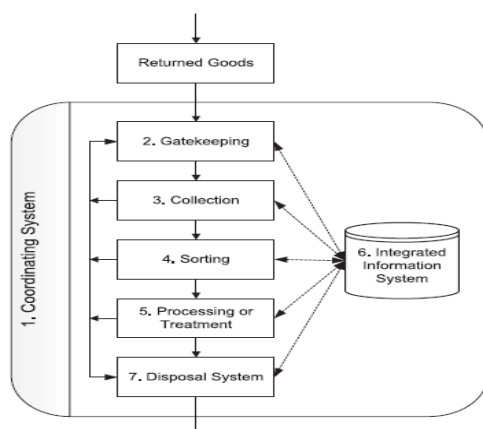 Returned Goods
1. Coordinating System
2. Gatekeeping
3. Collection
4. Sorting
5. Processing or
Treatment
7. Disposal System
6. Integrated
Information
System